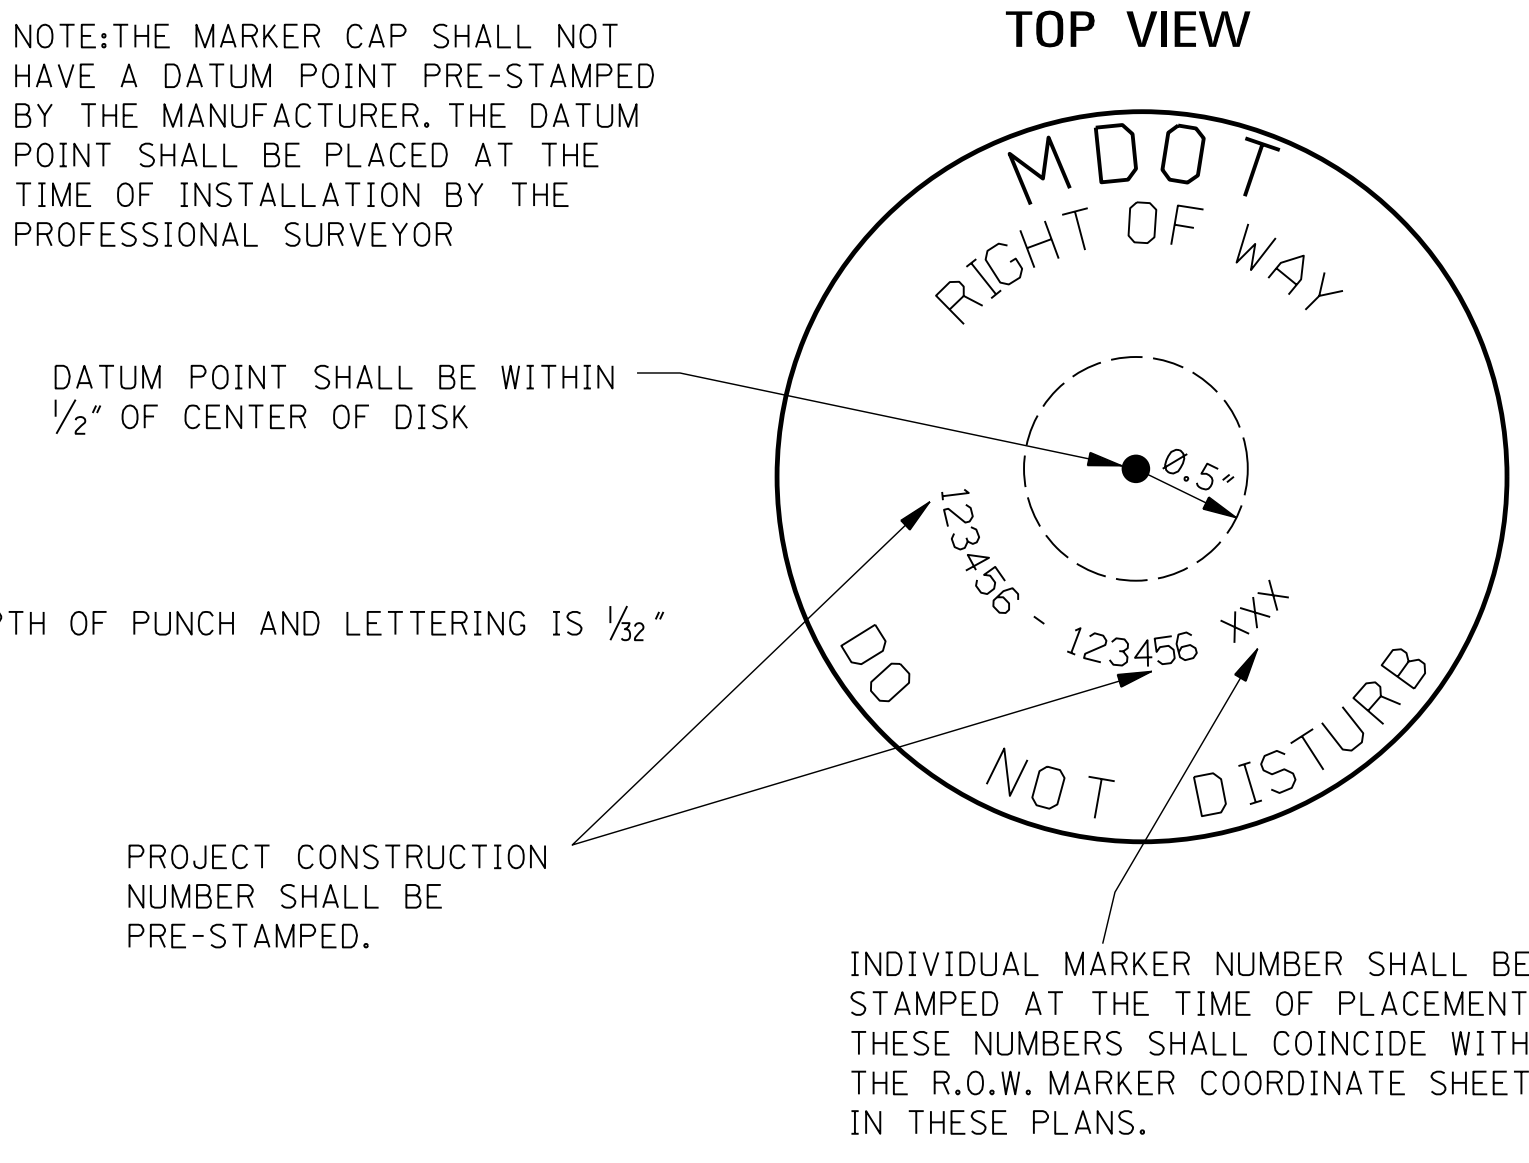 TOP VIEW
NOTE:THE MARKER CAP SHALL NOT
HAVE A DATUM POINT PRE-STAMPED
BY THE MANUFACTURER. THE DATUM
POINT SHALL BE PLACED AT THE
TIME OF INSTALLATION BY THE
PROFESSIONAL SURVEYOR
MDOT
RIGHT OF WAY
DATUM POINT SHALL BE WITHIN
1/2" OF CENTER OF DISK
Ø.5"
123456 - 123456 XXX
PTH OF PUNCH AND LETTERING IS 1/32"
DO NOT DISTURB
PROJECT CONSTRUCTION
NUMBER SHALL BE
PRE-STAMPED.
INDIVIDUAL MARKER NUMBER SHALL BE
STAMPED AT THE TIME OF PLACEMENT
THESE NUMBERS SHALL COINCIDE WITH
THE R.O.W. MARKER COORDINATE SHEET
IN THESE PLANS.